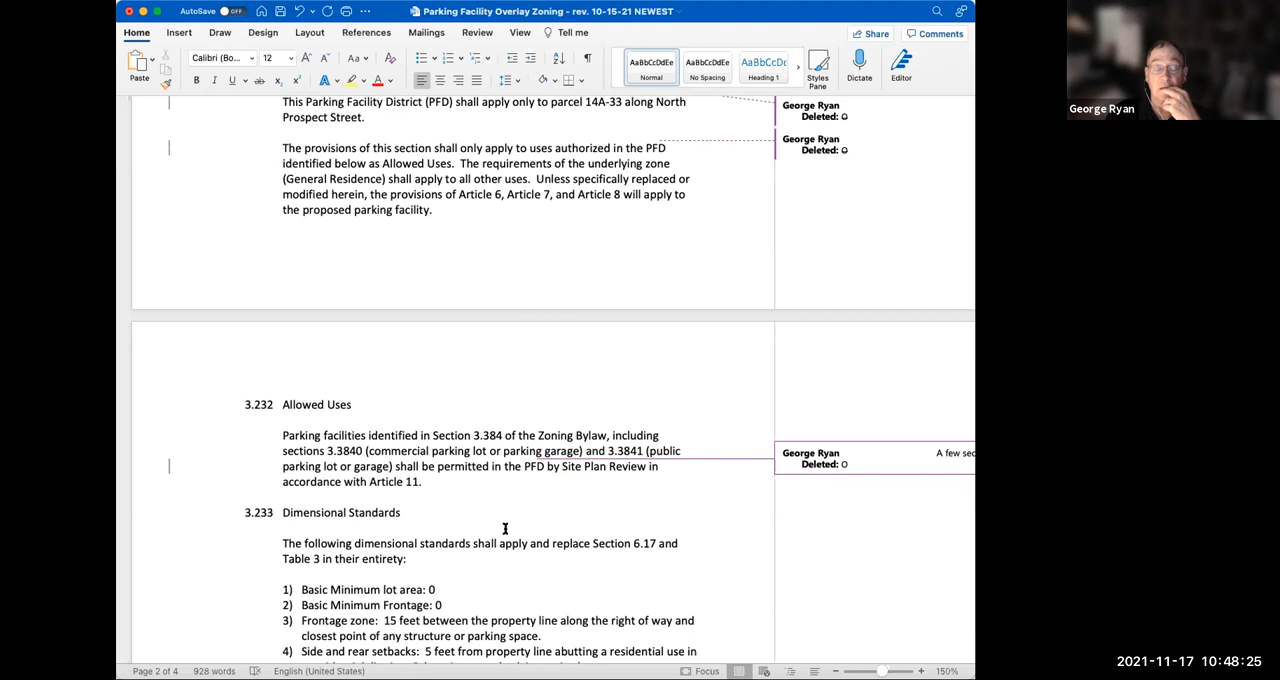 AutoSave OFF
Parking Facility Overlay Zoning - rev. 10-15-21 NEWEST
Home Insert Draw Design Layout References Mailings Review View Tell me
Share Comments
Paste
Calibri (Bo... 12
Aa
B I U ab x x A A
AaBbCcDdEe
Normal
AaBbCcDdEe
No Spacing
AaBbCcDc
Heading 1
Styles
Pane
Dictate
Editor
This Parking Facility District (PFD) shall apply only to parcel 14A-33 along North
Prospect Street.
The provisions of this section shall only apply to uses authorized in the PFD
identified below as Allowed Uses. The requirements of the underlying zone
(General Residence) shall apply to all other uses. Unless specifically replaced or
modified herein, the provisions of Article 6, Article 7, and Article 8 will apply to
the proposed parking facility.
George Ryan
Deleted: O
George Ryan
Deleted: O
3.232 Allowed Uses
Parking facilities identified in Section 3.384 of the Zoning Bylaw, including
sections 3.3840 (commercial parking lot or parking garage) and 3.3841 (public
parking lot or garage) shall be permitted in the PFD by Site Plan Review in
accordance with Article 11.
George Ryan
Deleted: O
A few sec
3.233 Dimensional Standards
The following dimensional standards shall apply and replace Section 6.17 and
Table 3 in their entirety:
1) Basic Minimum lot area: 0
2) Basic Minimum Frontage: 0
3) Frontage zone: 15 feet between the property line along the right of way and
closest point of any structure or parking space.
4) Side and rear setbacks: 5 feet from property line abutting a residential use in
Page 2 of 4 928 words English (United States) Focus 150%
George Ryan
2021-11-17 10:48:25